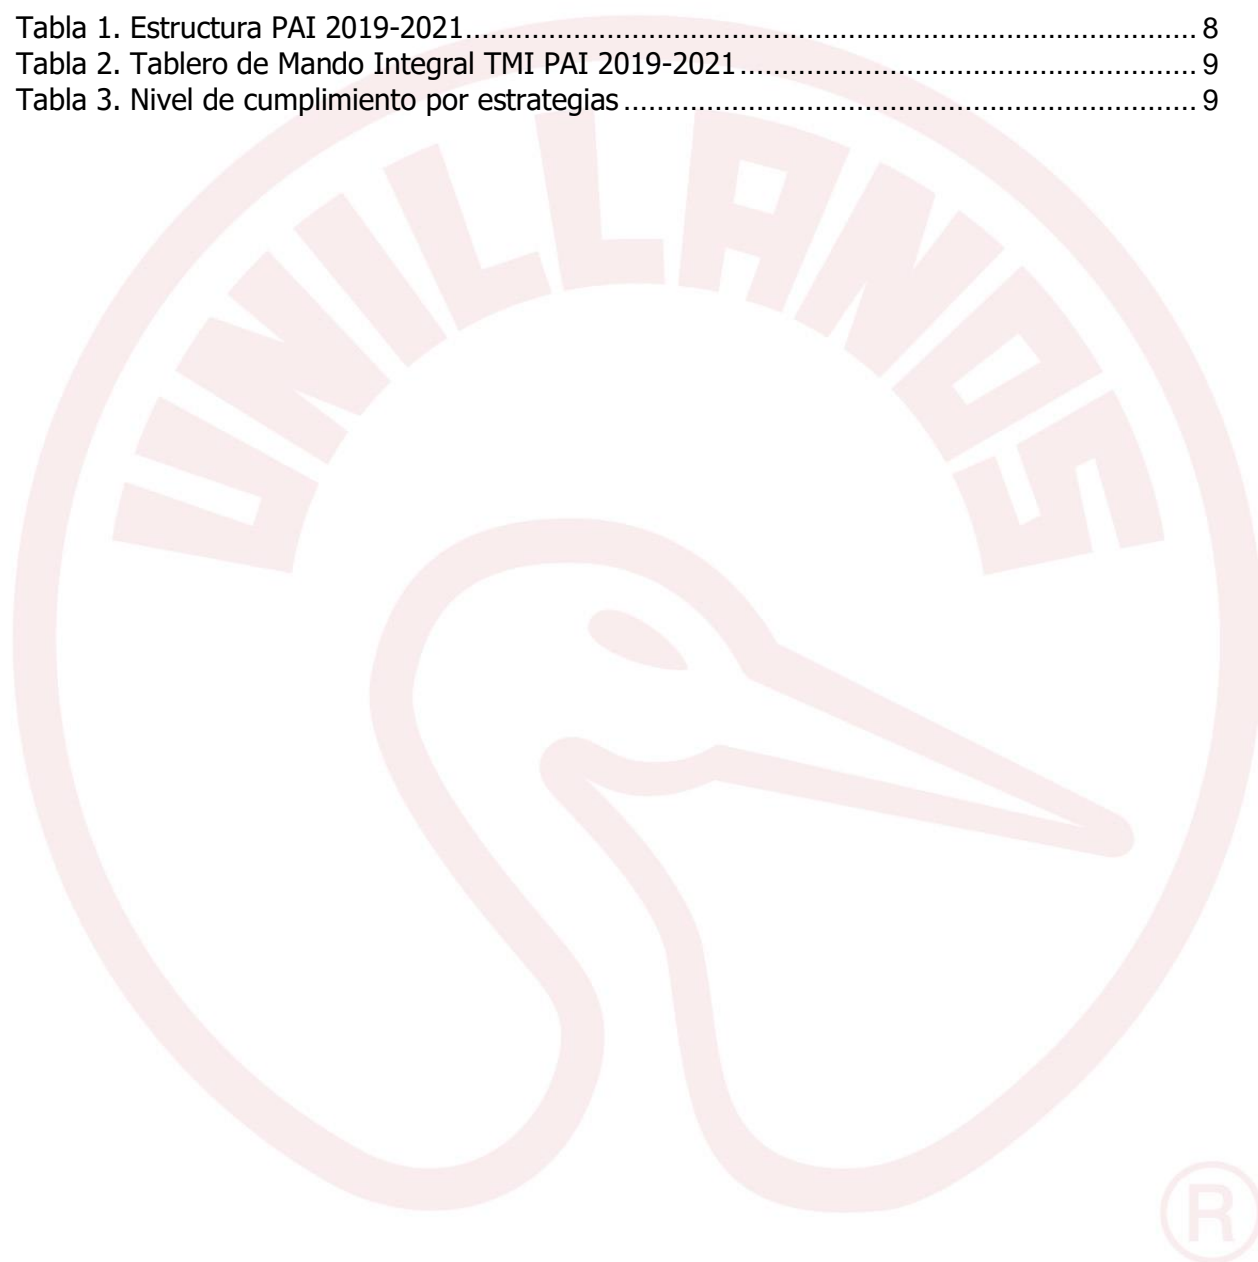 Tabla 1. Estructura PAI 2019-2021.......................................................................................... 8
Tabla 2. Tablero de Mando Integral TMI PAI 2019-2021........................................................ 9
Tabla 3. Nivel de cumplimiento por estrategias ...................................................................... 9
UNILLANOS
®